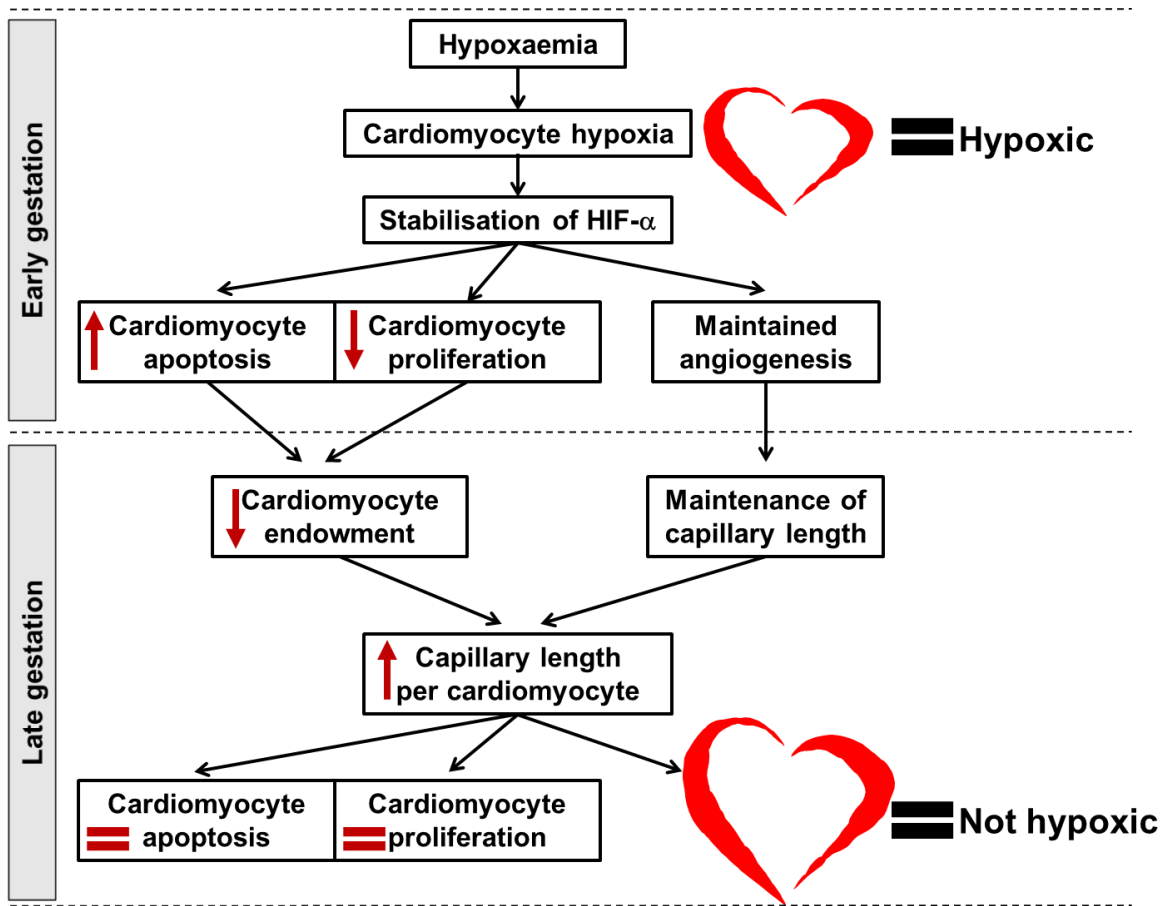 Early gestation
Hypoxaemia
Cardiomyocyte hypoxia
Hypoxic
Stabilisation of HIF-α
Cardiomyocyte
apoptosis
Cardiomyocyte
proliferation
Maintained
angiogenesis
Late gestation
Cardiomyocyte
endowment
Maintenance of
capillary length
Capillary length
per cardiomyocyte
Cardiomyocyte
apoptosis
Cardiomyocyte
proliferation
Not hypoxic